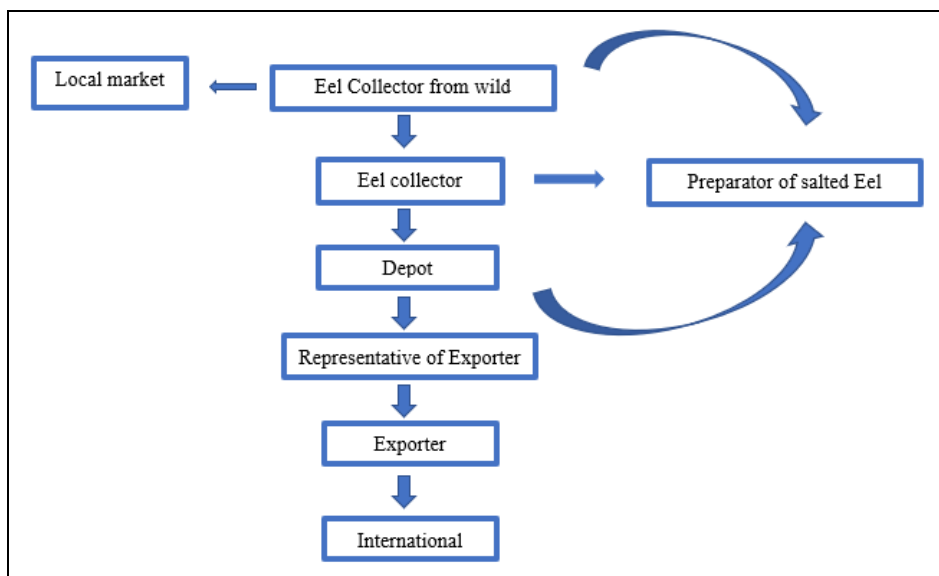 Local market
Eel Collector from wild
Eel collector
Preparator of salted Eel
Depot
Representative of Exporter
Exporter
International